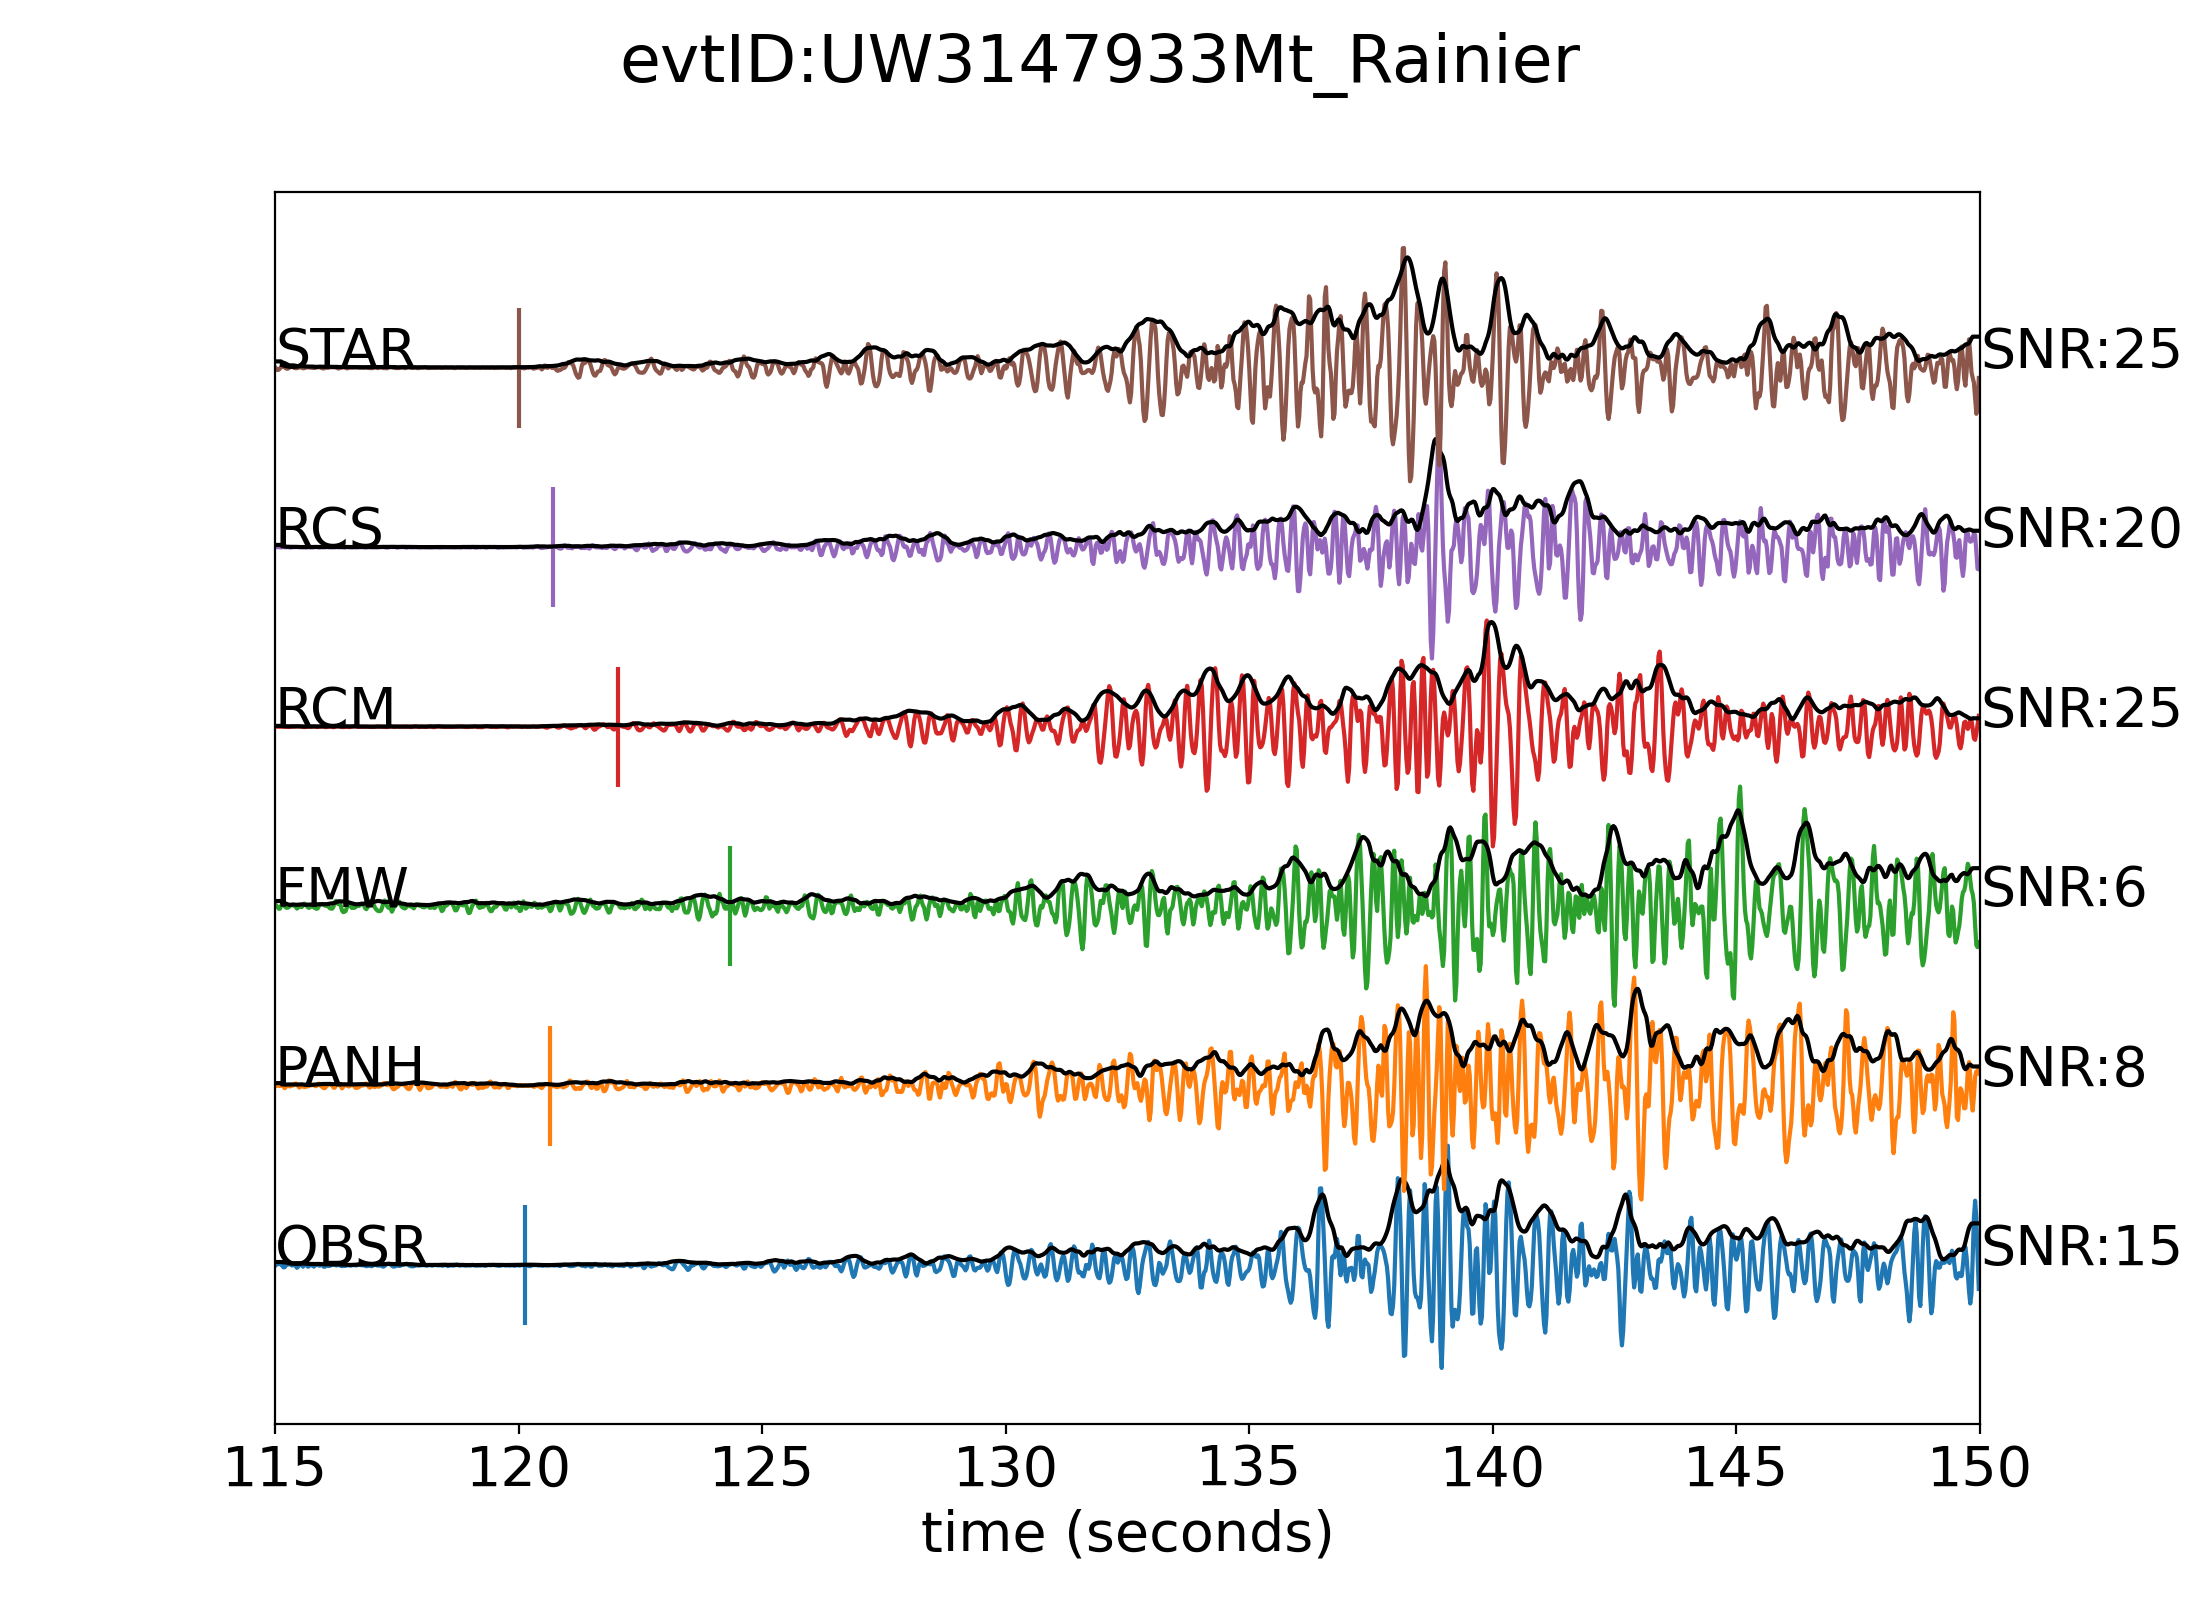 evtID:UW3147933Mt_Rainier
STAR SNR:25
RCS SNR:20
RCM SNR:25
FMW SNR:6
PANH SNR:8
OBSR SNR:15
115 120 125 130 135 140 145 150
time (seconds)